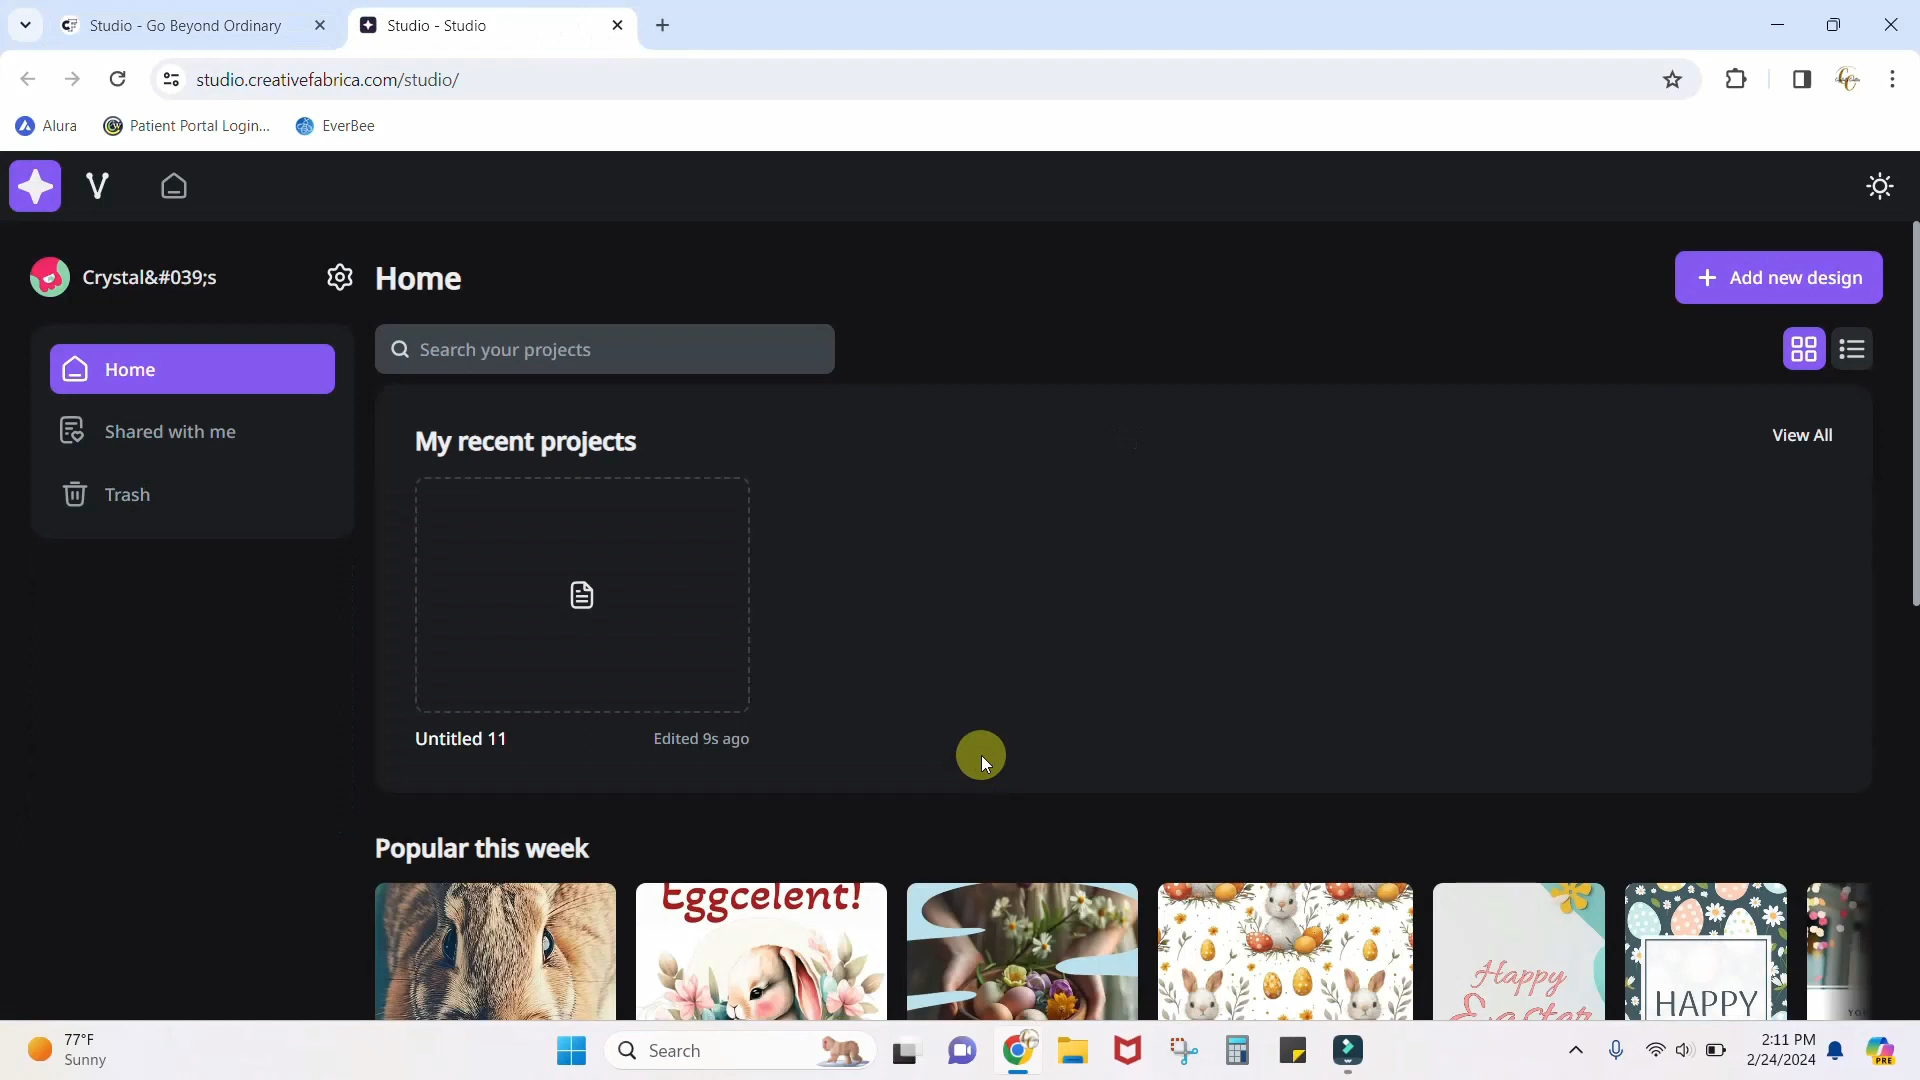 Studio - Go Beyond Ordinary
Studio - Studio
studio.creativefabrica.com/studio/
Alura
Patient Portal Login...
EverBee
Crystal&#039;s
Home
Add new design
Search your projects
Home
Shared with me
Trash
My recent projects
View All
Untitled 11
Edited 9s ago
Popular this week
Eggcelent!
Happy
Easter
HAPPY
77°F
Sunny
Search
2:11 PM
2/24/2024
PRE